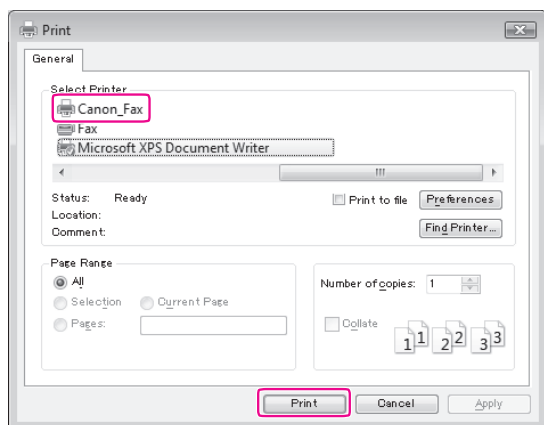 Print
General
Select Printer
Canon_Fax
Fax
Microsoft XPS Document Writer
Status: Ready
Print to file
Preferences
Location:
Comment:
Find Printer...
Page Range
All
Selection
Current Page
Pages:
Number of copies: 1
Collate
1 1 2 2 3 3
Print
Cancel
Apply